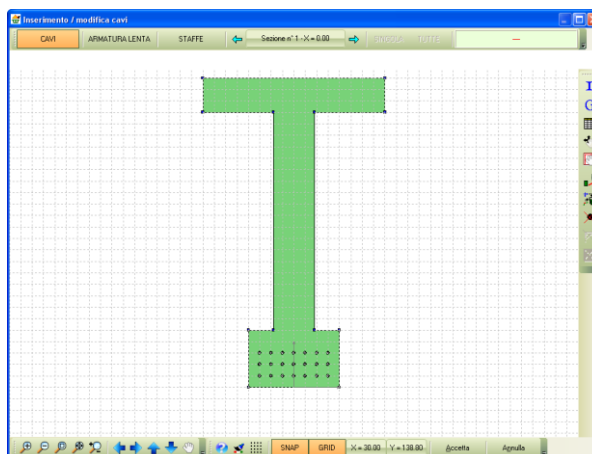 Inserimento / modifica cavi
CAVI ARMATURA LENTA STAFFE Sezione n° 1 - X = 0.00 SINGOLA TUTTE ---
SNAP GRID X = 30.00 Y = 138.80 Accetta Annulla